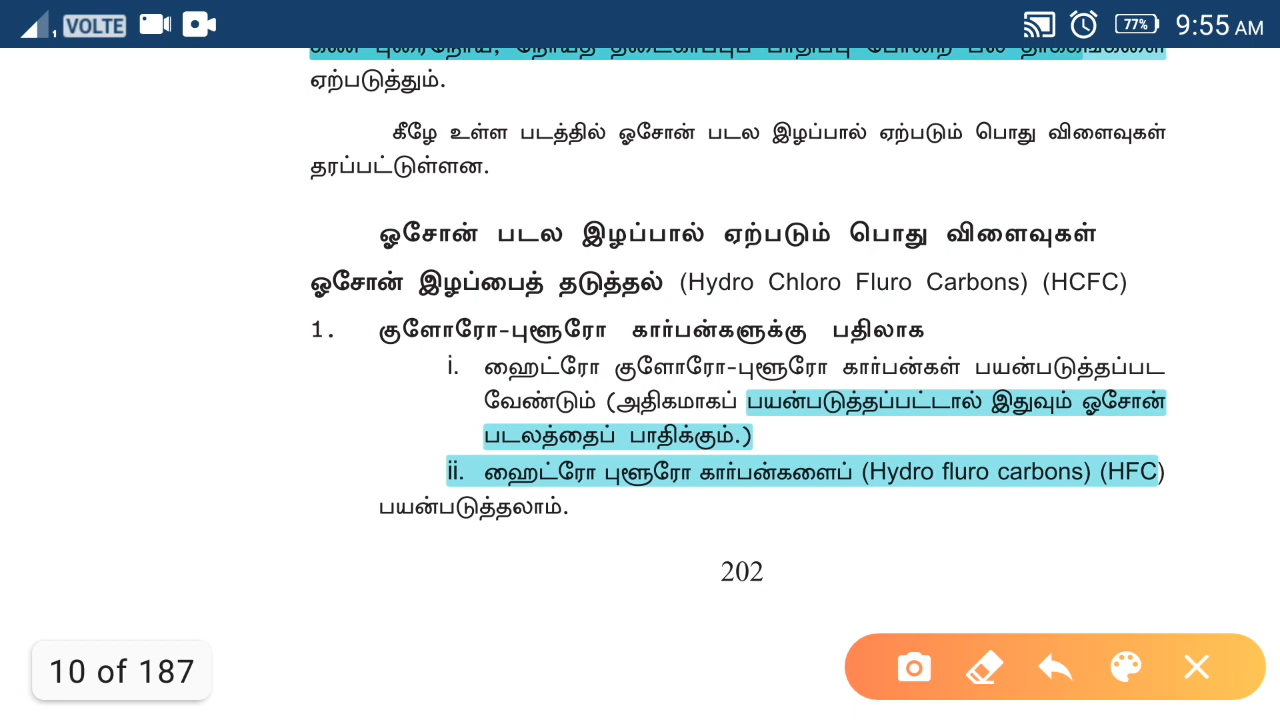 VOLTE 77% 9:55 AM
ஏற்படுத்தும்.
கீழே உள்ள படத்தில் ஓசோன் படல இழப்பால் ஏற்படும் பொது விளைவுகள்
தரப்பட்டுள்ளன.
ஓசோன் படல இழப்பால் ஏற்படும் பொது விளைவுகள்
ஓசோன் இழப்பைத் தடுத்தல் (Hydro Chloro Fluro Carbons) (HCFC)
1. குளோரோ-புளூரோ கார்பன்களுக்கு பதிலாக
i. ஹைட்ரோ குளோரோ-புளூரோ கார்பன்கள் பயன்படுத்தப்பட
வேண்டும் (அதிகமாகப் பயன்படுத்தப்பட்டால் இதுவும் ஓசோன்
படலத்தைப் பாதிக்கும்.)
ii. ஹைட்ரோ புளூரோ கார்பன்களைப் (Hydro fluro carbons) (HFC)
பயன்படுத்தலாம்.
202
10 of 187